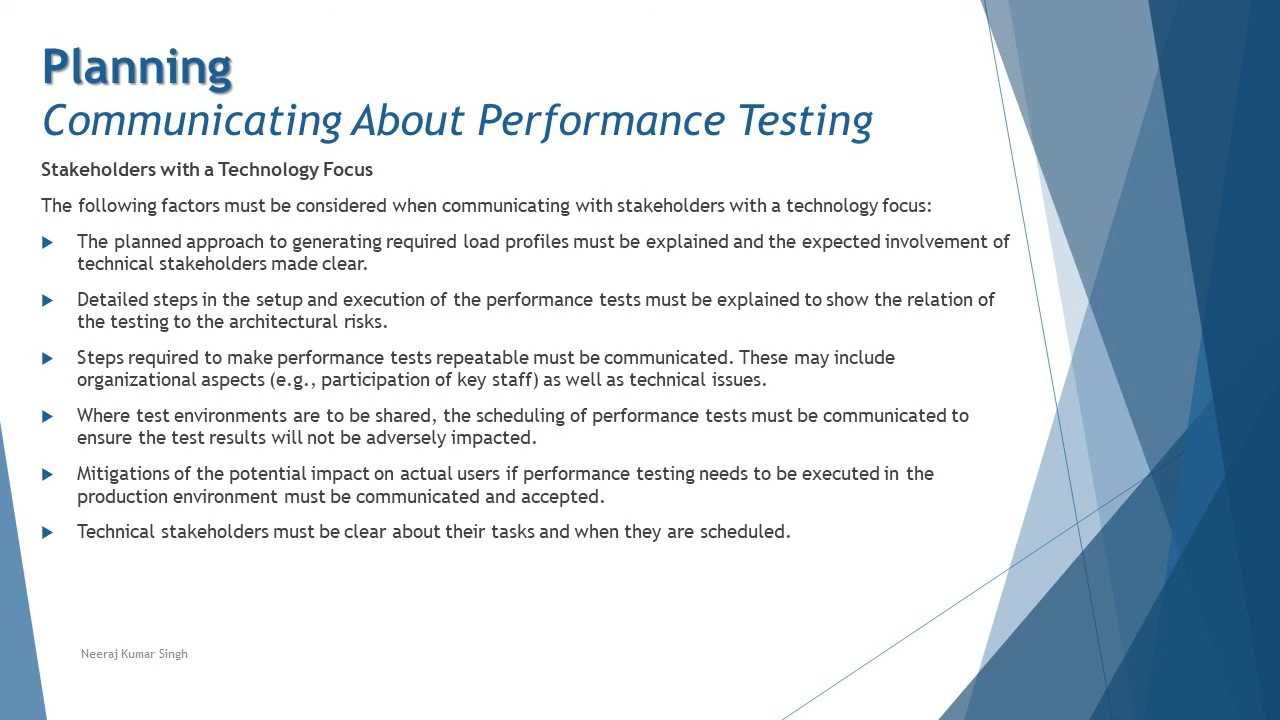 Planning
Communicating About Performance Testing
Stakeholders with a Technology Focus
The following factors must be considered when communicating with stakeholders with a technology focus:
The planned approach to generating required load profiles must be explained and the expected involvement of
technical stakeholders made clear.
Detailed steps in the setup and execution of the performance tests must be explained to show the relation of
the testing to the architectural risks.
Steps required to make performance tests repeatable must be communicated. These may include
organizational aspects (e.g., participation of key staff) as well as technical issues.
Where test environments are to be shared, the scheduling of performance tests must be communicated to
ensure the test results will not be adversely impacted.
Mitigations of the potential impact on actual users if performance testing needs to be executed in the
production environment must be communicated and accepted.
Technical stakeholders must be clear about their tasks and when they are scheduled.
Neeraj Kumar Singh